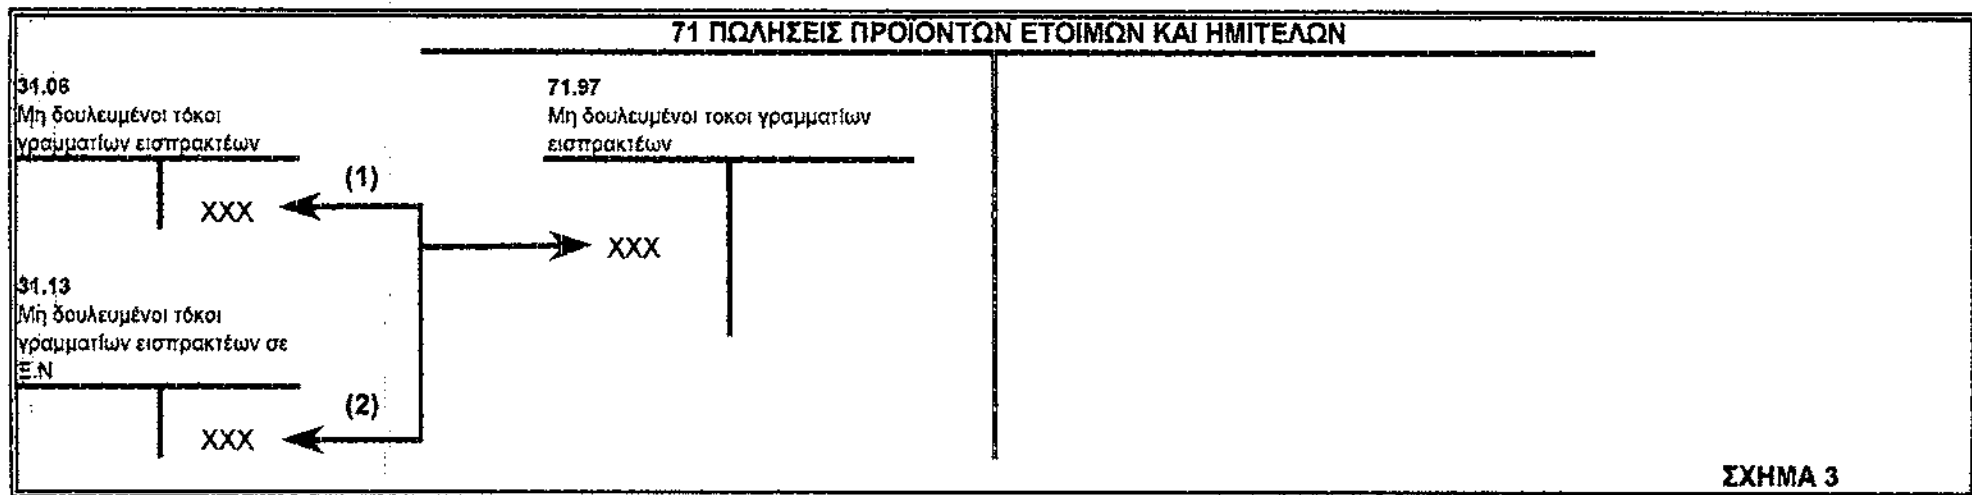 71 ΠΩΛΗΣΕΙΣ ΠΡΟΪΟΝΤΩΝ ΕΤΟΙΜΩΝ ΚΑΙ ΗΜΙΤΕΛΩΝ
31.06
Μη δουλευμένοι τόκοι
γραμματίων εισπρακτέων
71.97
Μη δουλευμένοι τοκοι γραμματίων
εισπρακτέων
(1)
XXX
XXX
31.13
Μη δουλευμένοι τόκοι
γραμματίων εισπρακτέων σε
Ξ.Ν
(2)
XXX
ΣΧΗΜΑ 3